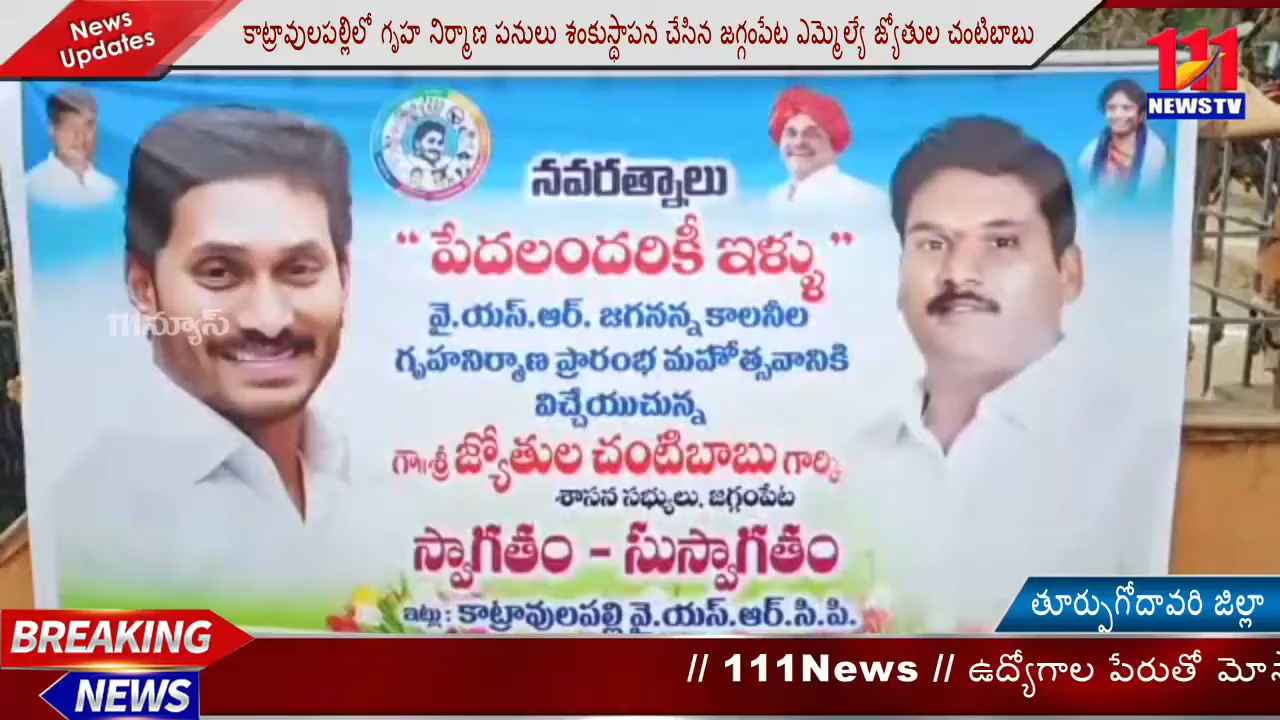 News
Updates
కాట్రావులపల్లిలో గృహ నిర్మాణ పనులు శంకుస్థాపన చేసిన జగ్గంపేట ఎమ్మెల్యే జ్యోతుల చంటిబాబు
111
NEWSTV
నవరత్నాలు
“ పేదలందరికీ ఇళ్ళు ”
111న్యూస్
వై.యస్.ఆర్. జగనన్న కాలనీల
గృహనిర్మాణ ప్రారంభ మహోత్సవానికి
విచ్చేయుచున్న
గా॥శ్రీ జ్యోతుల చంటిబాబు గార్కి
శాసన సభ్యులు, జగ్గంపేట
స్వాగతం - సుస్వాగతం
ఇట్లు : కాట్రావులపల్లి వై.యస్.ఆర్.సి.పి.
తూర్పుగోదావరి జిల్లా
BREAKING
NEWS
// 111News // ఉద్యోగాల పేరుతో